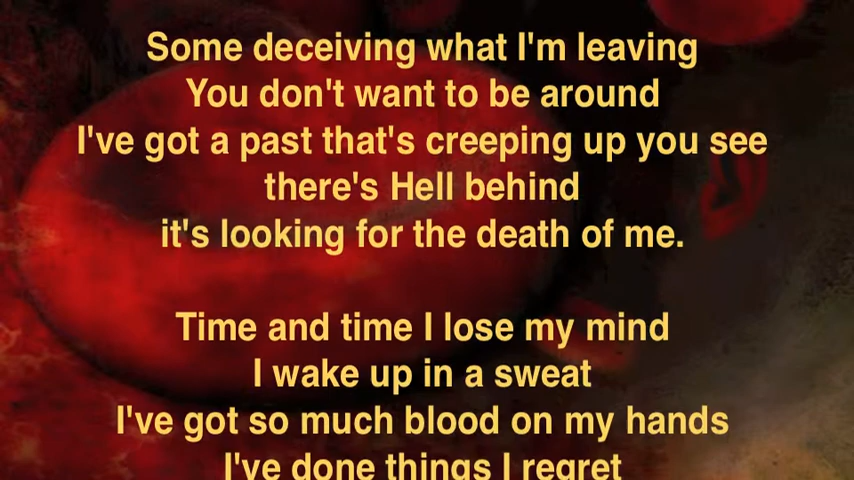 Some deceiving what I'm leaving
You don't want to be around
I've got a past that's creeping up you see
there's Hell behind
it's looking for the death of me.
Time and time I lose my mind
I wake up in a sweat
I've got so much blood on my hands
I've done things I regret